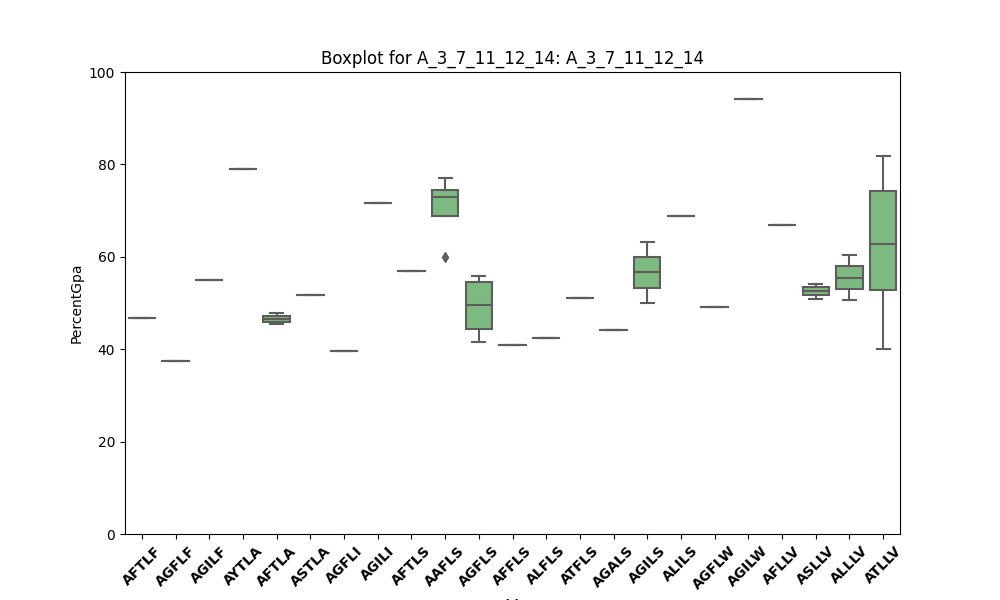 Boxplot for A_3_7_11_12_14: A_3_7_11_12_14
PercentGpa
100
80
60
40
20
0
AFTLF
AGFLF
AGILF
AYTLA
AFTLA
ASTLA
AGFLI
AGILI
AFTLS
AAFLS
AGFLS
AFFLS
ALFLS
ATFLS
AGALS
AGILS
ALILS
AGFLW
AGILW
AFLLV
ASLLV
ALLLV
ATLLV